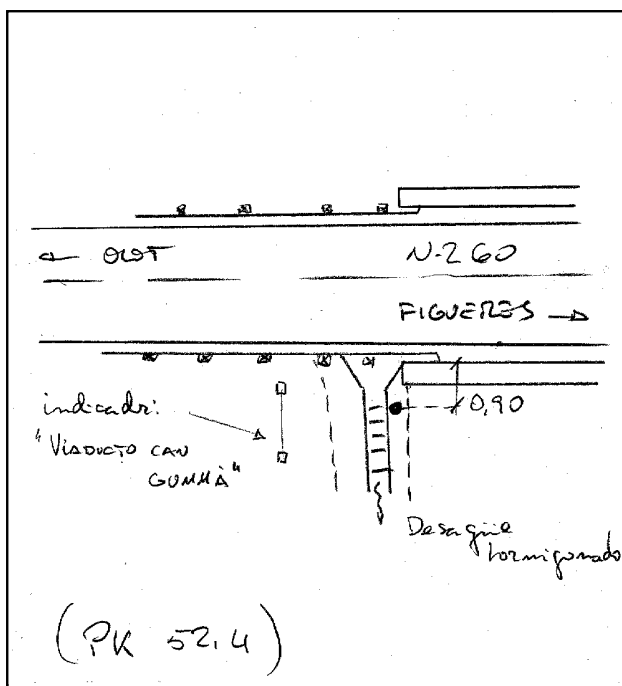 ← OLOT N-260
FIGUERES →
0,90
indicador:
"VIADUCTO CAN
GUMMÀ"
Desagüe
hormigonado
(PK 52.4)